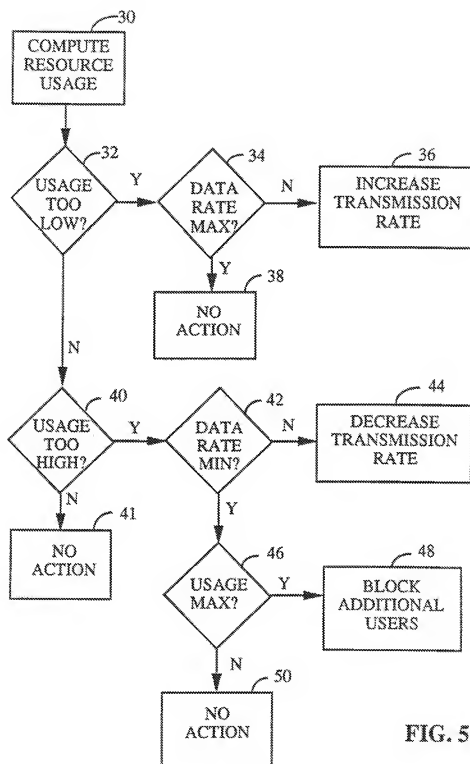 30
COMPUTE
RESOURCE
USAGE
32
USAGE
TOO
LOW?
Y
34
DATA
RATE
MAX?
N
36
INCREASE
TRANSMISSION
RATE
Y
38
NO
ACTION
N
40
USAGE
TOO
HIGH?
Y
42
DATA
RATE
MIN?
N
44
DECREASE
TRANSMISSION
RATE
N
41
NO
ACTION
Y
46
USAGE
MAX?
Y
48
BLOCK
ADDITIONAL
USERS
N
50
NO
ACTION
FIG. 5